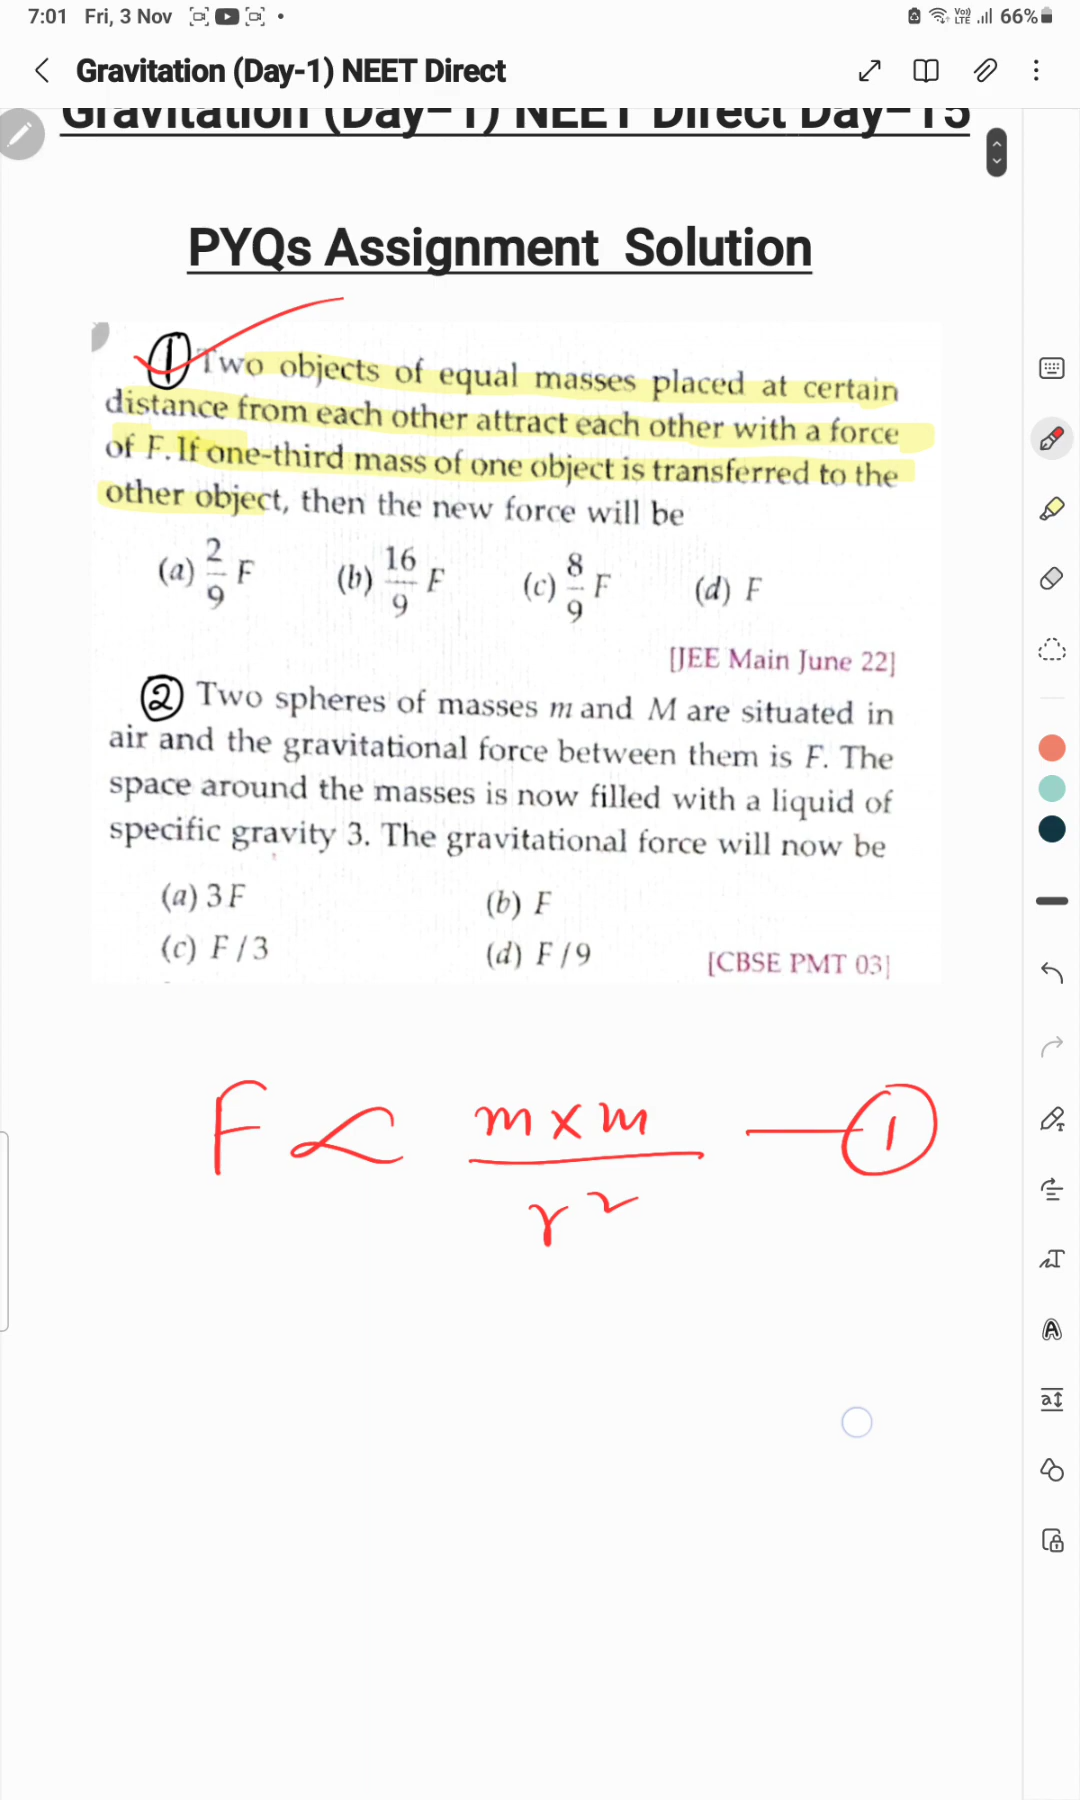 7:01 Fri, 3 Nov
66%
Gravitation (Day-1) NEET Direct
Gravitation (Day-1) NEET Direct Day-15
PYQs Assignment Solution
① Two objects of equal masses placed at certain
distance from each other attract each other with a force
of F. If one-third mass of one object is transferred to the
other object, then the new force will be
(a) 2/9 F (b) 16/9 F (c) 8/9 F (d) F
[JEE Main June 22]
② Two spheres of masses m and M are situated in
air and the gravitational force between them is F. The
space around the masses is now filled with a liquid of
specific gravity 3. The gravitational force will now be
(a) 3F (b) F
(c) F/3 (d) F/9 [CBSE PMT 03]
F ∝ m×m / r² — ①